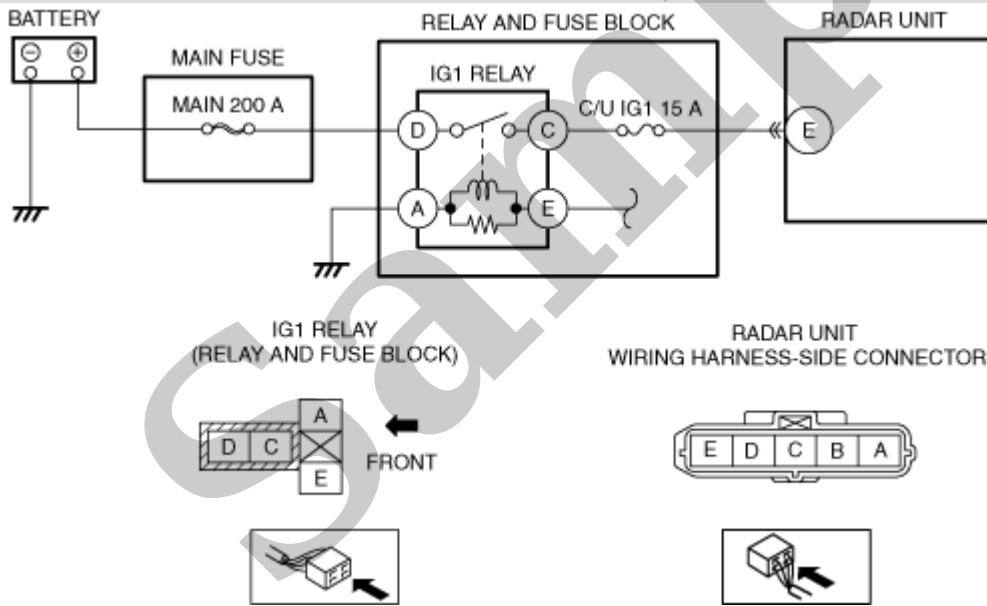 BATTERY
RELAY AND FUSE BLOCK
RADAR UNIT
MAIN FUSE
IG1 RELAY
MAIN 200 A
C/U IG1 15 A
D
C
E
A
E
IG1 RELAY
(RELAY AND FUSE BLOCK)
RADAR UNIT
WIRING HARNESS-SIDE CONNECTOR
A
D C
E
FRONT
E D C B A